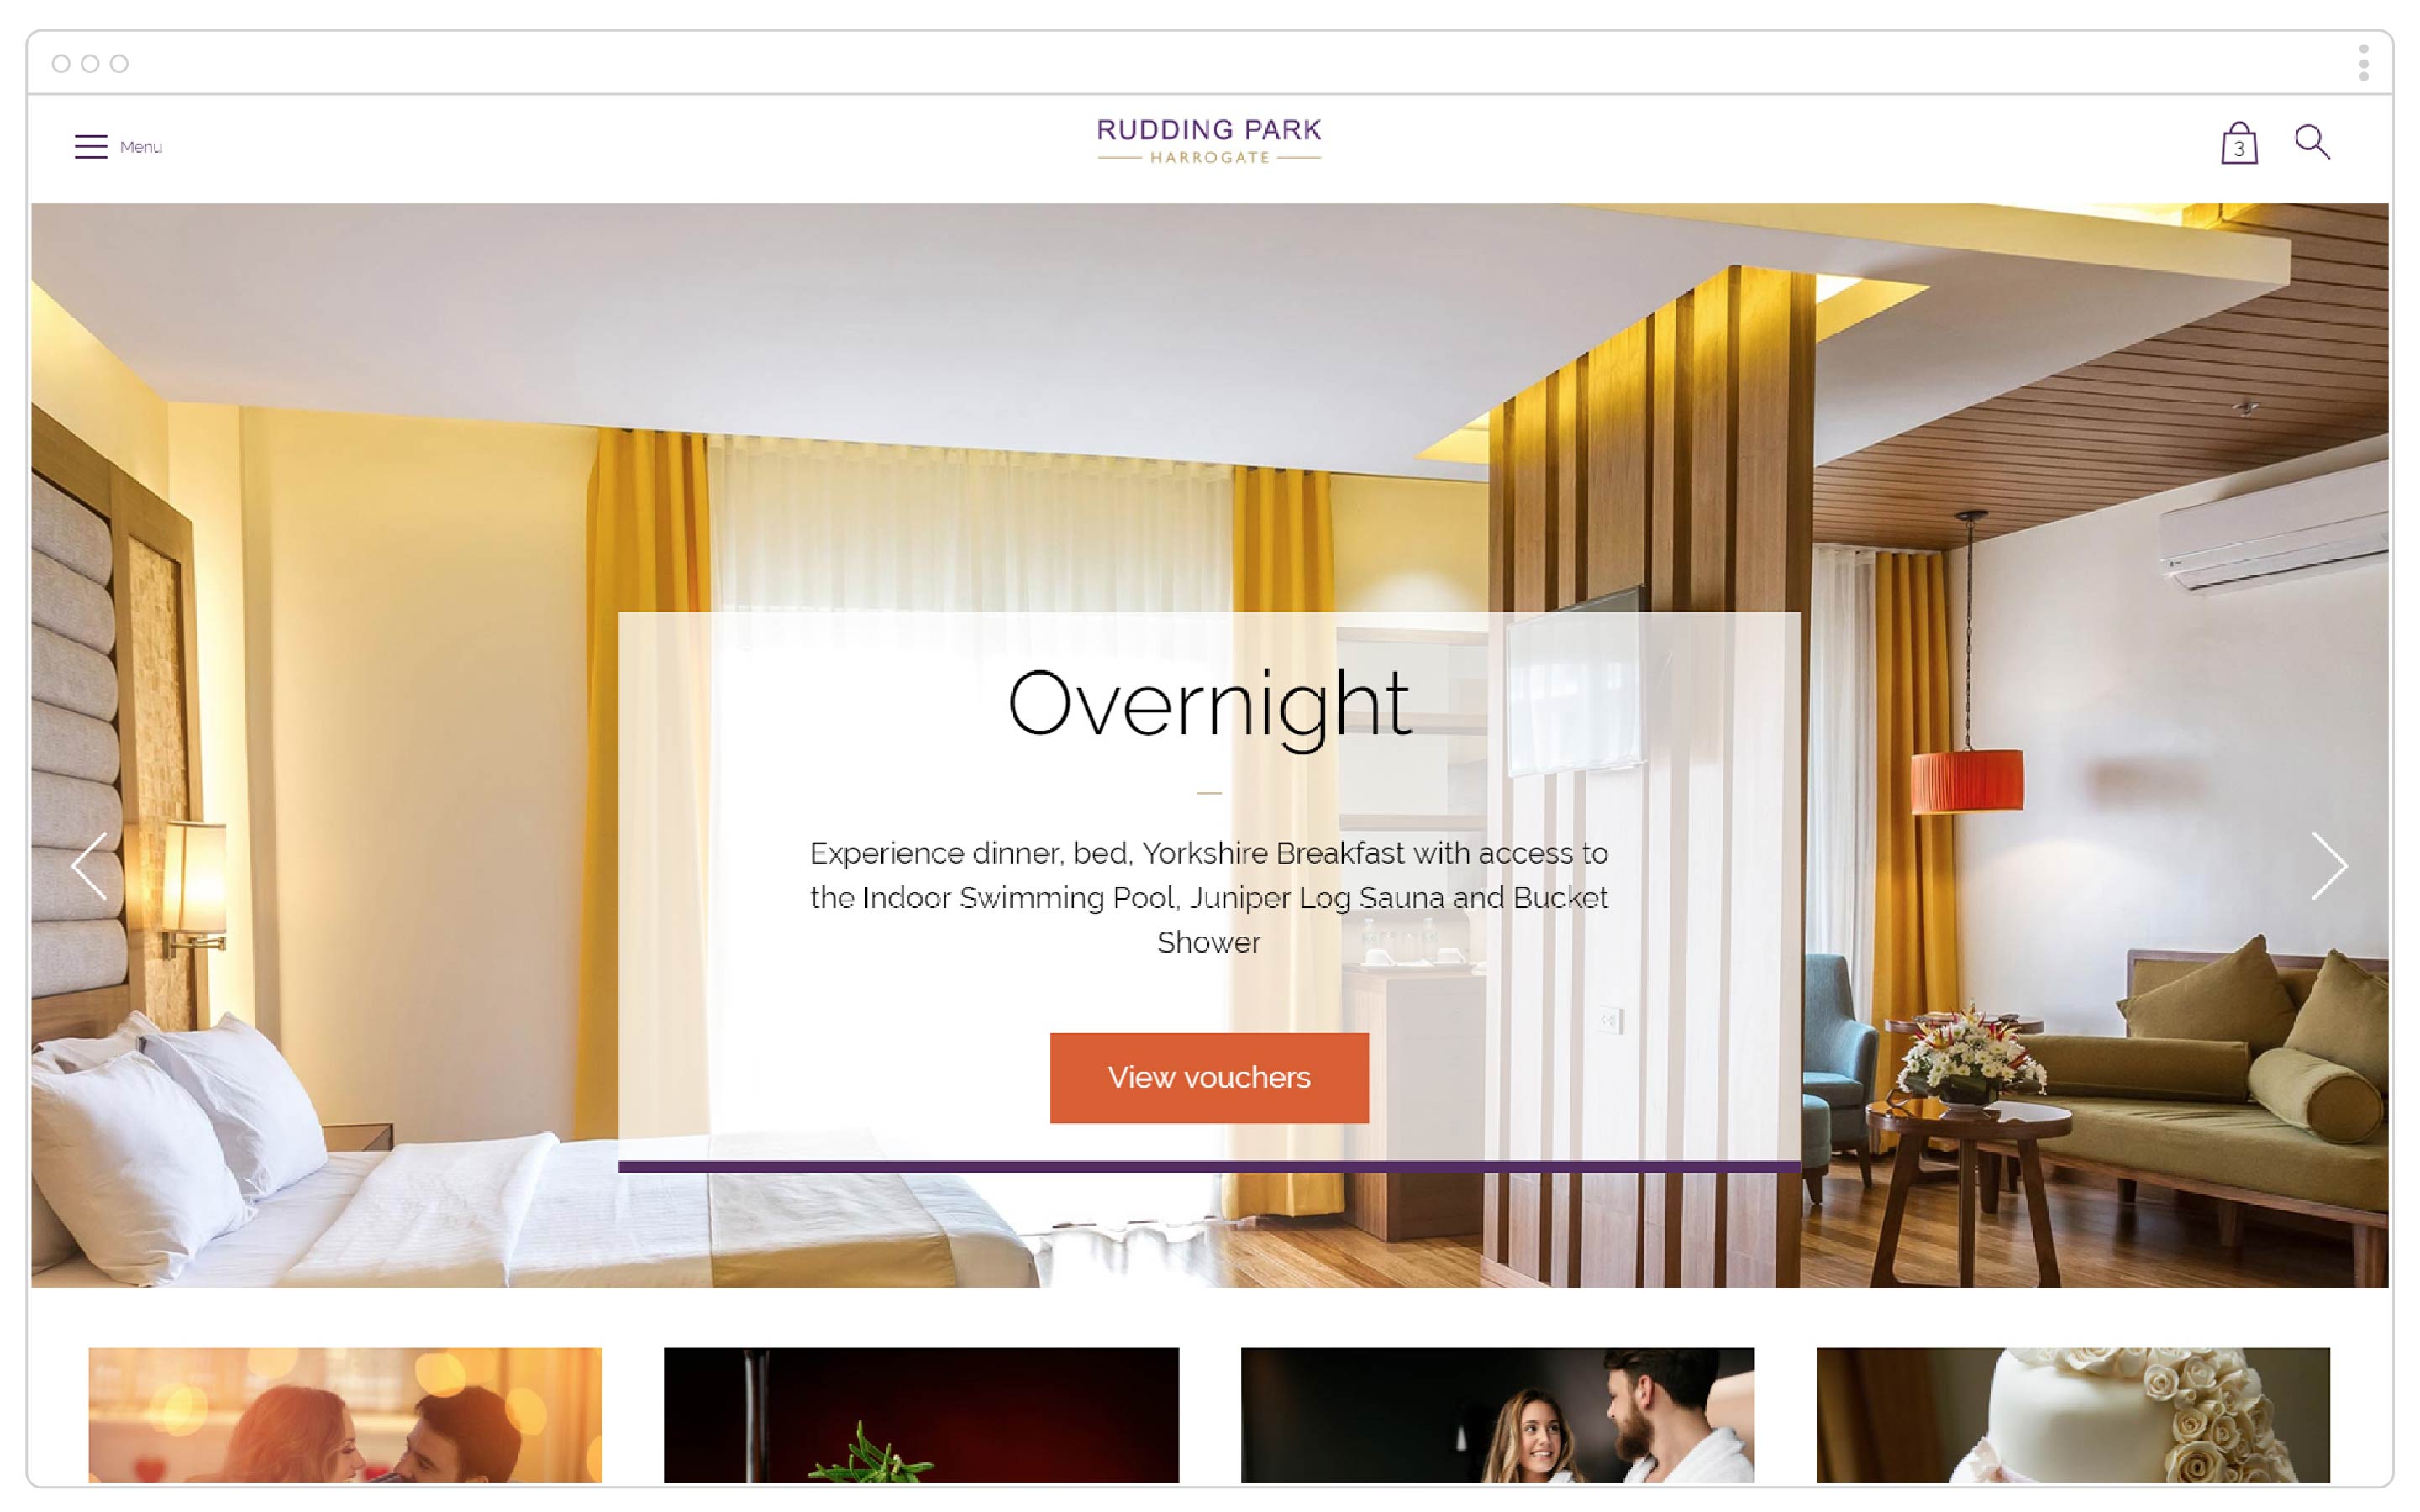 Menu
RUDDING PARK
HARROGATE
3
Overnight
Experience dinner, bed, Yorkshire Breakfast with access to
the Indoor Swimming Pool, Juniper Log Sauna and Bucket
Shower
View vouchers